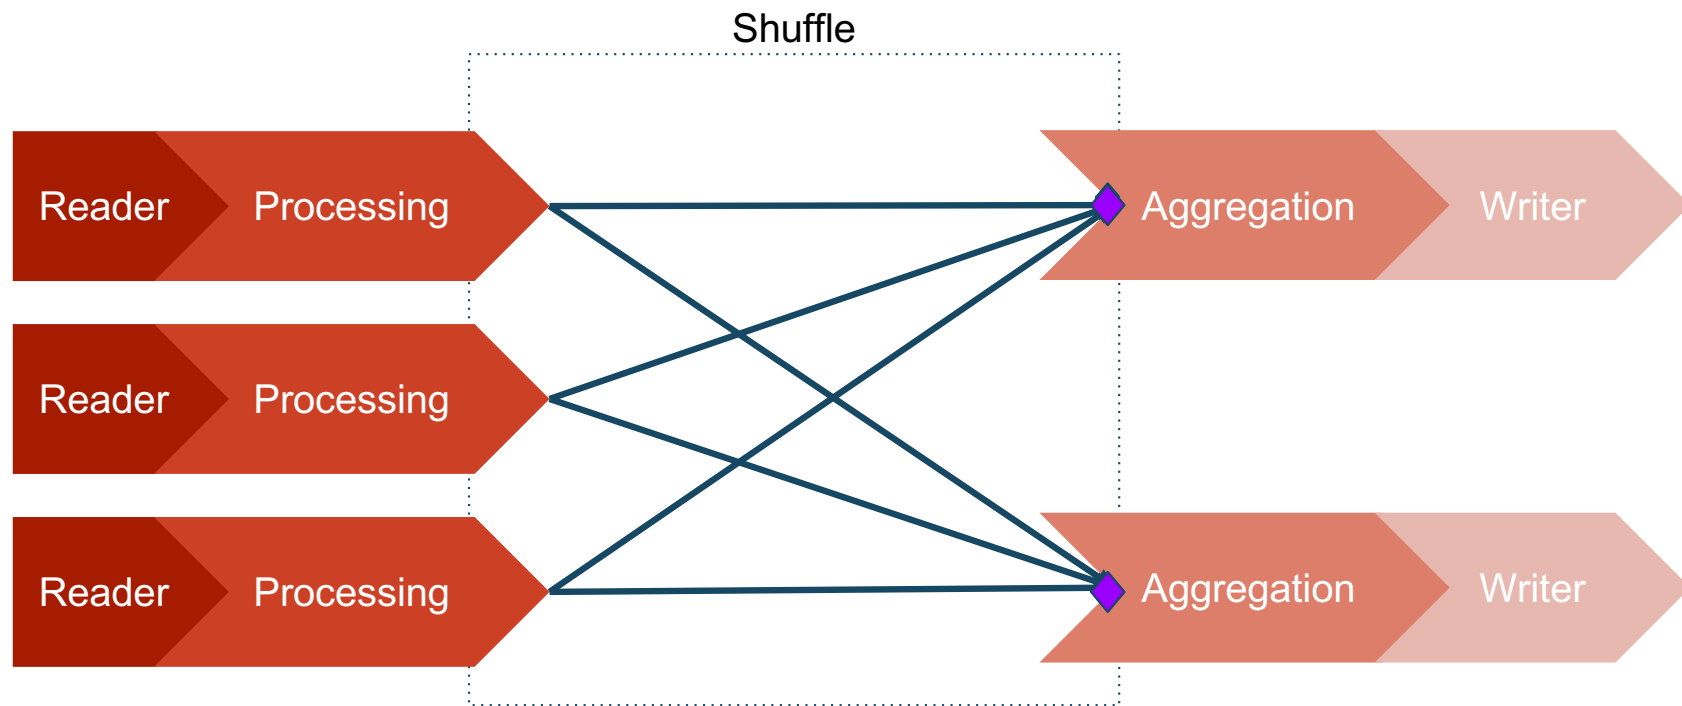 Shuffle
Reader Processing Aggregation Writer
Reader Processing
Reader Processing Aggregation Writer